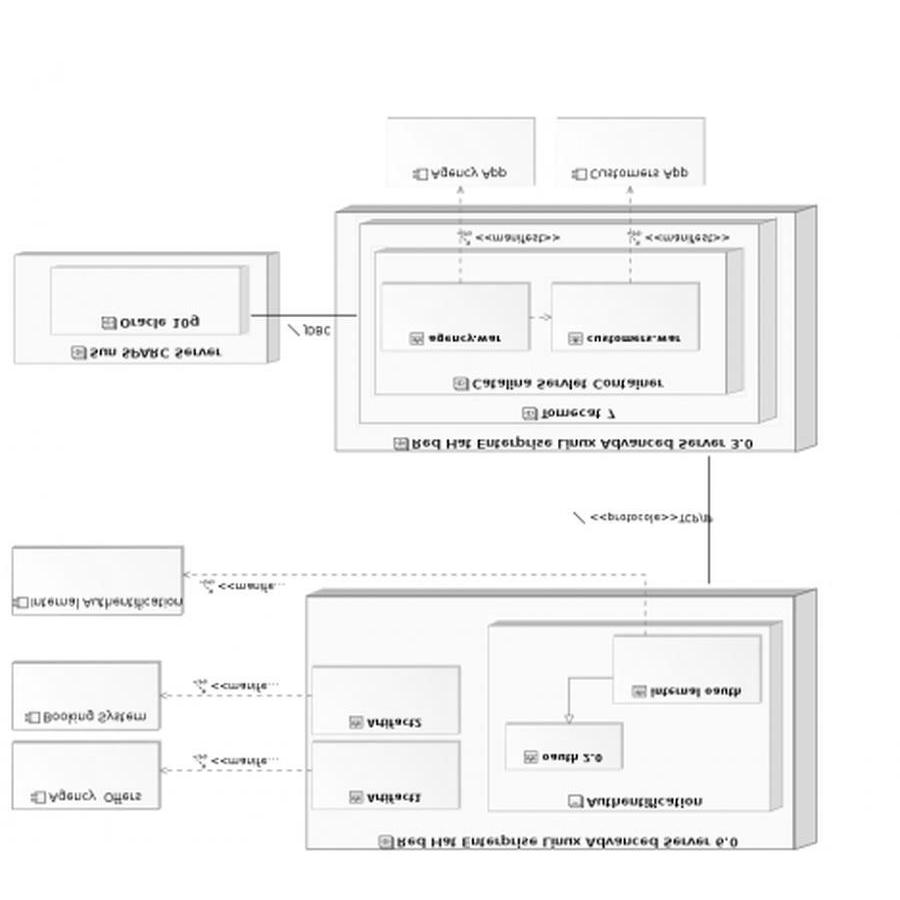 Red Hat Enterprise Linux Advanced Server 6.0
Authentification
Agency Offers
<<manife...
Artifact1
oauth 2.0
Booking System
<<manife...
Artifact2
internal oauth
Internal Authentification
<<manife...
<<protocole>>TCP/IP
Red Hat Enterprise Linux Advanced Server 3.0
Tomecat 7
Catalina Servlet Container
Sun SPARC Server
Oracle 10g
JDBC
agency.war
customers.war
<<manifest>>
<<manifest>>
Agency App
Customers App